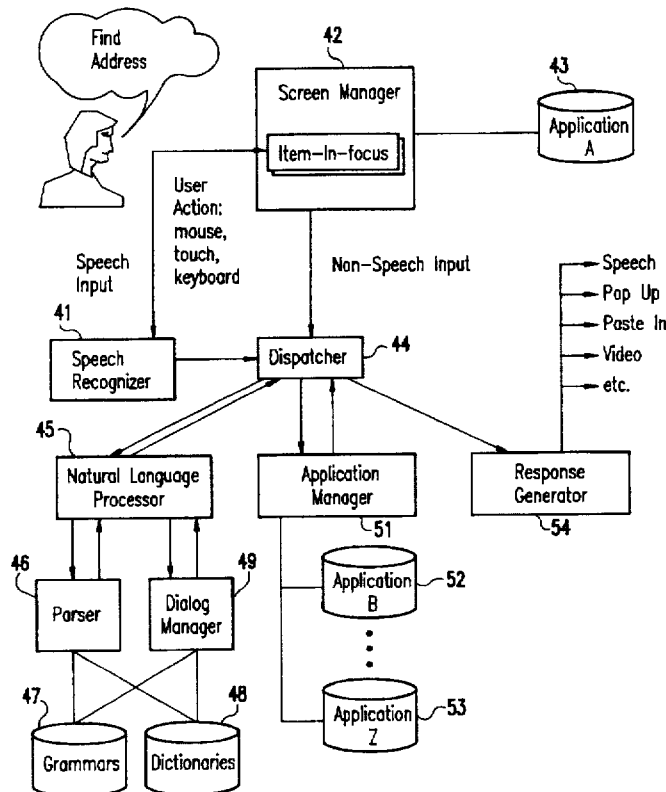 Find
Address
42
Screen Manager
Item-In-focus
43
Application
A
User
Action:
mouse,
touch,
keyboard
Speech
Input
Non-Speech Input
Speech
Pop Up
Paste In
Video
etc.
41
Speech
Recognizer
Dispatcher
44
45
Natural Language
Processor
Application
Manager
51
Response
Generator
54
46
Parser
49
Dialog
Manager
Application
B
52
47
Grammars
48
Dictionaries
Application
Z
53